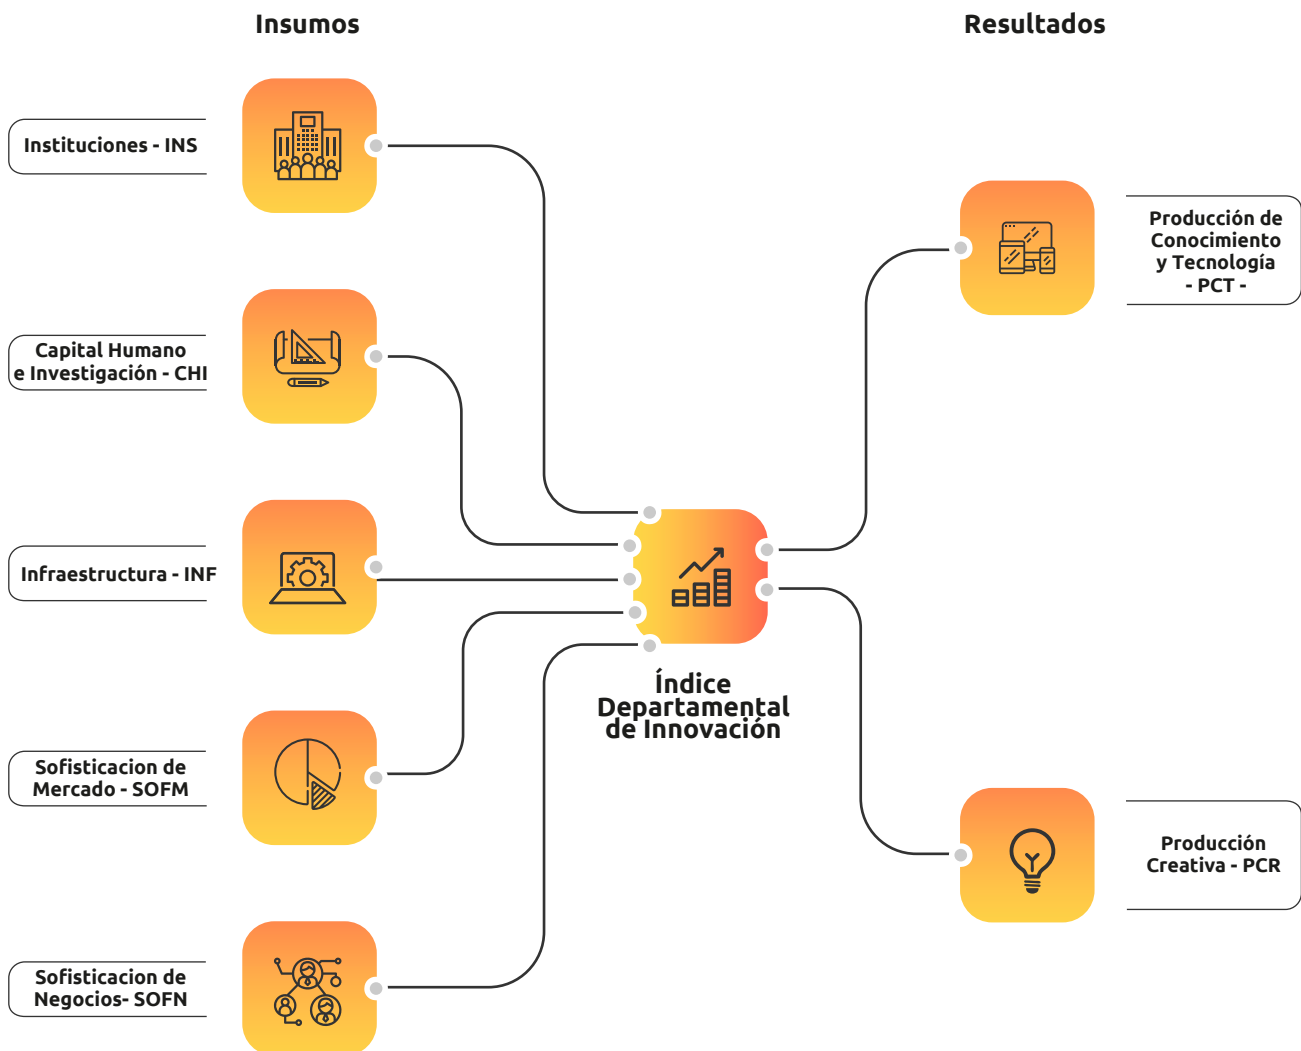 Insumos
Resultados
Instituciones - INS
Capital Humano
e Investigación - CHI
Infraestructura - INF
Sofisticacion de
Mercado - SOFM
Sofisticacion de
Negocios- SOFN
Índice
Departamental
de Innovación
Producción de
Conocimiento
y Tecnología
- PCT -
Producción
Creativa - PCR